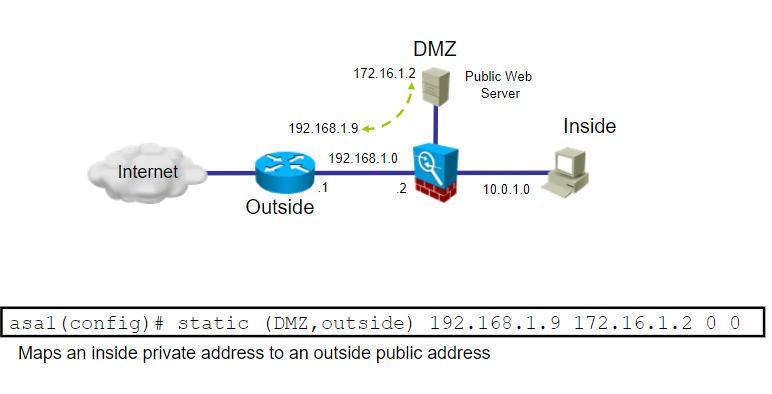 DMZ
172.16.1.2
Public Web
Server
192.168.1.9
Inside
192.168.1.0
Internet
.1
.2
10.0.1.0
Outside
asa1(config)# static (DMZ,outside) 192.168.1.9 172.16.1.2 0 0
Maps an inside private address to an outside public address